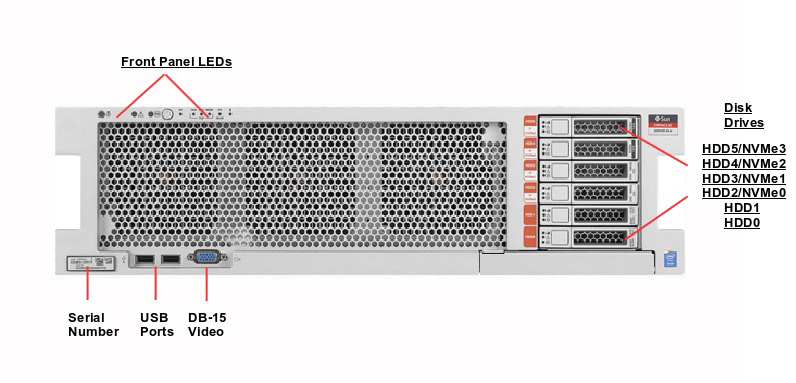 Front Panel LEDs
Sun
Disk
Drives
HDD5/NVMe3
HDD4/NVMe2
HDD3/NVMe1
HDD2/NVMe0
HDD1
HDD0
Serial
Number
USB
Ports
DB-15
Video